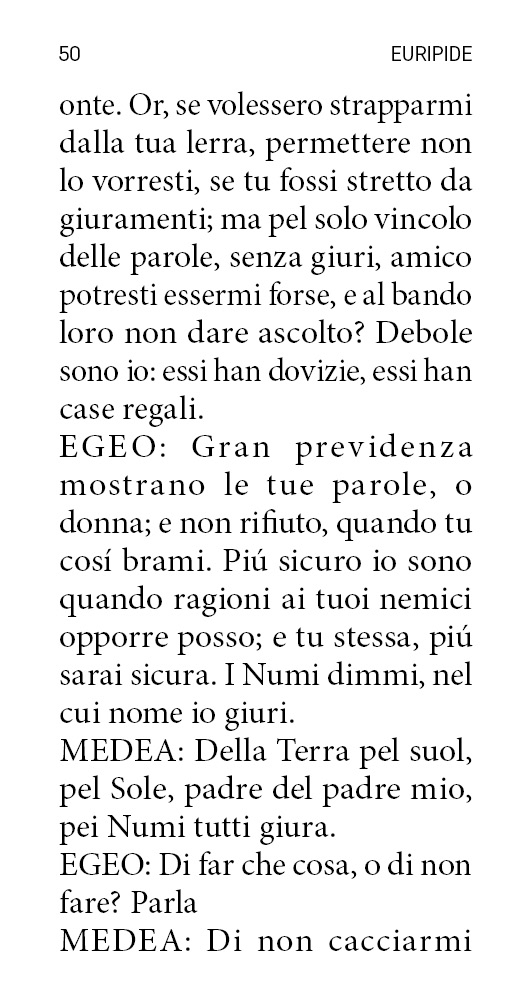 50 EURIPIDE
onte. Or, se volessero strapparmi
dalla tua lerra, permettere non
lo vorresti, se tu fossi stretto da
giuramenti; ma pel solo vincolo
delle parole, senza giuri, amico
potresti essermi forse, e al bando
loro non dare ascolto? Debole
sono io: essi han dovizie, essi han
case regali.
EGEO: Gran previdenza
mostrano le tue parole, o
donna; e non rifiuto, quando tu
cosí brami. Piú sicuro io sono
quando ragioni ai tuoi nemici
opporre posso; e tu stessa, piú
sarai sicura. I Numi dimmi, nel
cui nome io giuri.
MEDEA: Della Terra pel suol,
pel Sole, padre del padre mio,
pei Numi tutti giura.
EGEO: Di far che cosa, o di non
fare? Parla
MEDEA: Di non cacciarmi